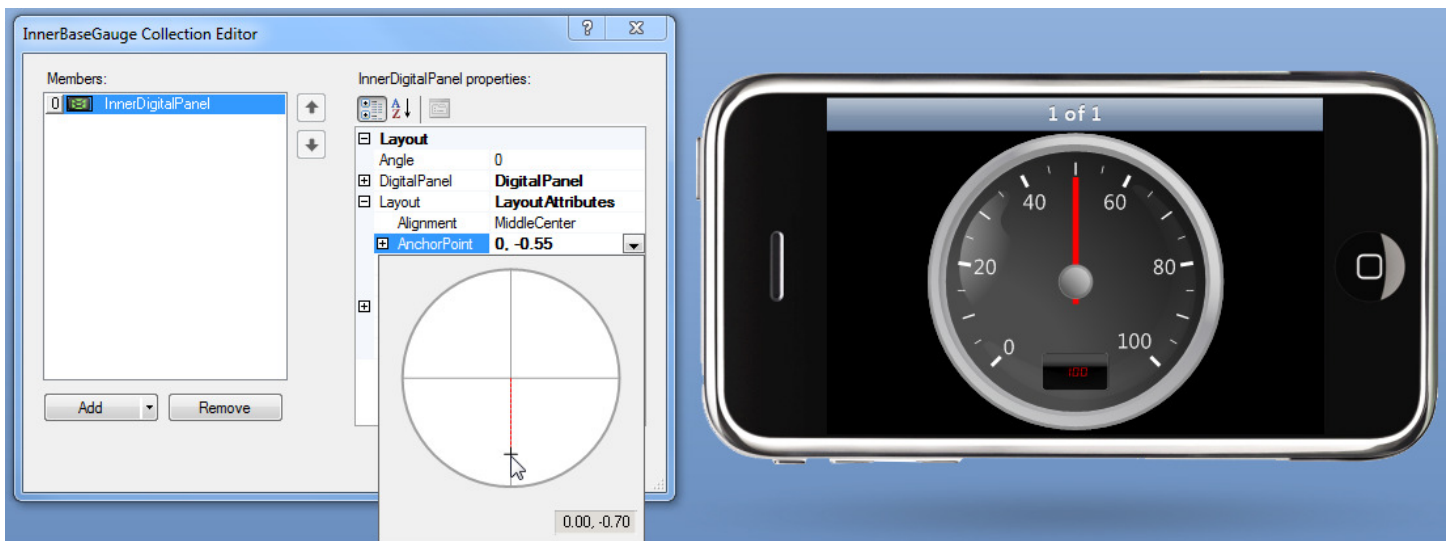 InnerBaseGauge Collection Editor
?
Members:
0 InnerDigitalPanel
Add
Remove
InnerDigitalPanel properties:
A
Z
Layout
Angle 0
DigitalPanel DigitalPanel
Layout LayoutAttributes
Alignment MiddleCenter
AnchorPoint 0, -0.55
0.00, -0.70
1 of 1
40 60
20 80
0 100
100